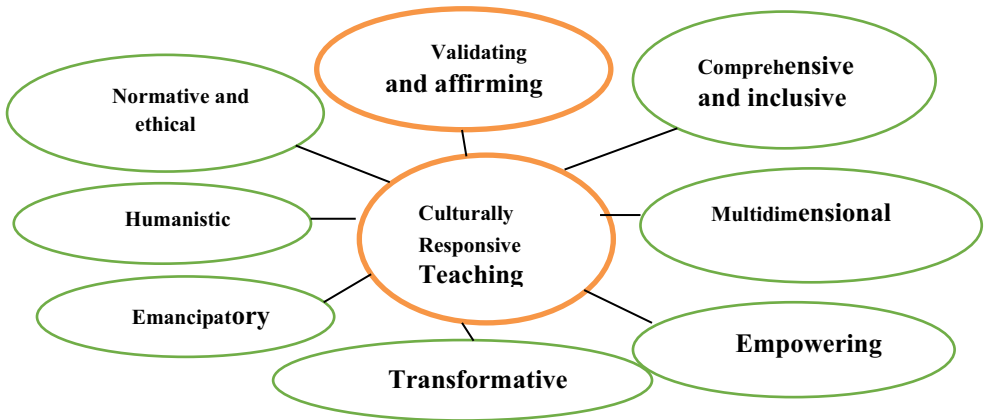 Validating
and affirming
Comprehensive
and inclusive
Normative and
ethical
Culturally
Responsive
Teaching
Multidimensional
Humanistic
Emancipatory
Empowering
Transformative